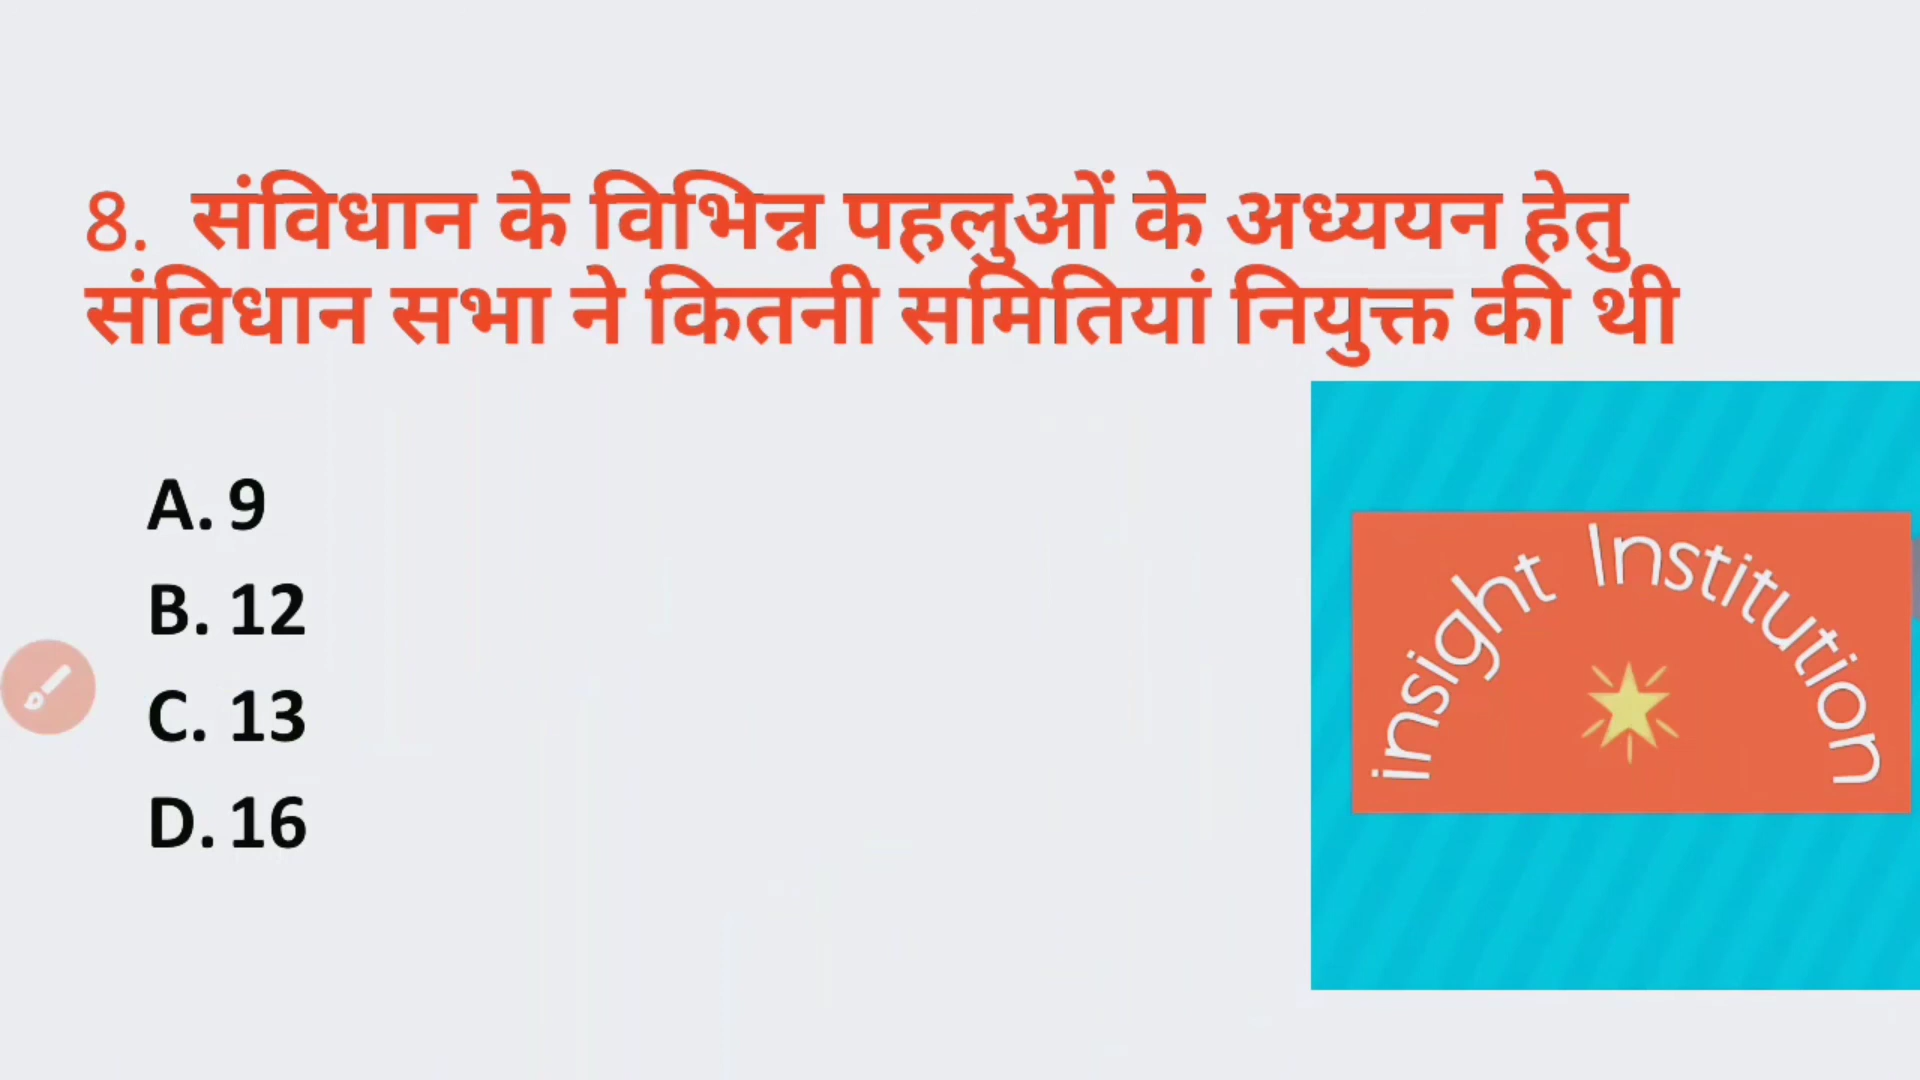 8. संविधान के विभिन्न पहलुओं के अध्ययन हेतु
संविधान सभा ने कितनी समितियां नियुक्त की थी
A. 9
B. 12
C. 13
D. 16
insight Institution